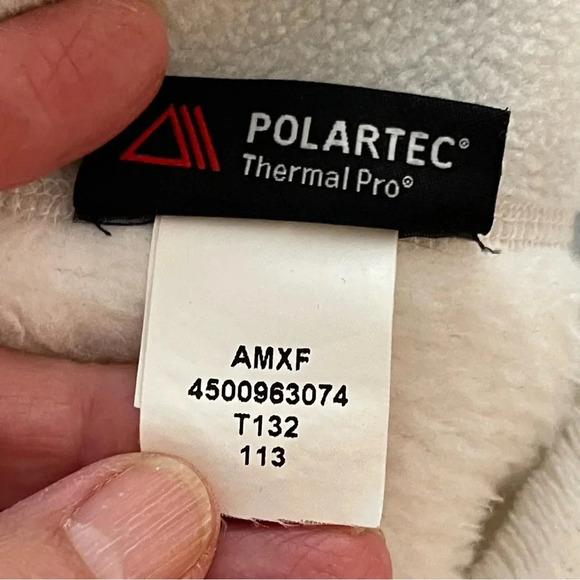 POLARTEC®
Thermal Pro®
AMXF
4500963074
T132
113